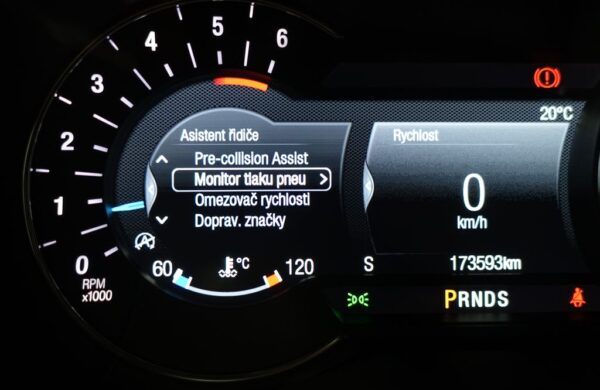 6
5
4
3
2
1
0
RPM
x1000
20°C
Asistent řidiče
Pre-collision Assist
Monitor tlaku pneu
Omezovač rychlosti
Doprav. značky
60
°C
120
Rychlost
0
km/h
S
173593km
PRNDS